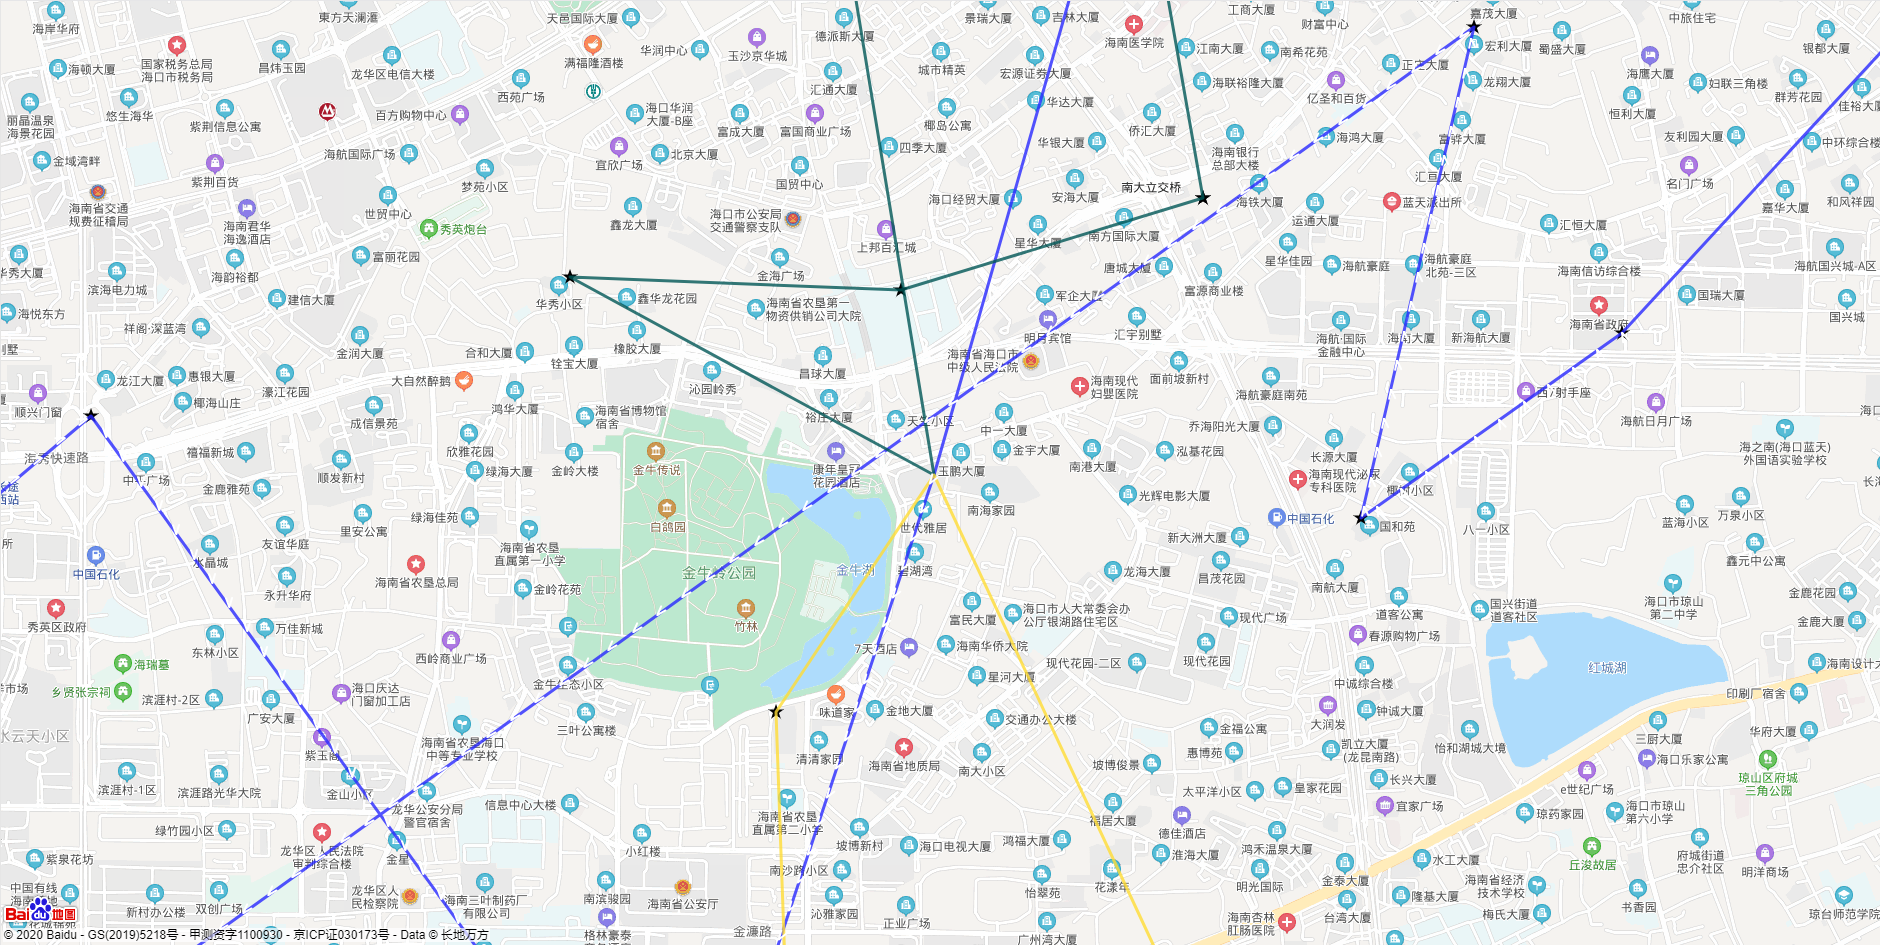 海岸华府
東方天澜滙
天邑国际大厦
德派斯大厦
景瑞大厦
吉林大厦
海南医学院
工商大厦
财富中心
嘉茂大厦
中旅住宅
国家税务总局
海口市税务局
昌炜玉园
龙华区电信大楼
满福隆酒楼
华润中心
玉沙京华城
城市精英
宏源证券大厦
江南大厦
南希花苑
正之大厦
宏利大厦
蜀盛大厦
银都大厦
海顿大厦
西苑广场
汇通大厦
海联裕隆大厦
亿圣和百货
龙翔大厦
海鹰大厦
妇联三角楼
群芳花园
佳裕大厦
丽晶温泉
海景花园
悠生海华
紫荆信息公寓
百方购物中心
海口华润
大厦-B座
富成大厦
富国商业广场
椰岛公寓
华达大厦
侨汇大厦
海南银行
总部大楼
海鸿大厦
富骅大厦
恒利大厦
友利园大厦
中环综合楼
金域湾畔
紫荆百货
海航国际广场
梦苑小区
宜欣广场
北京大厦
国贸中心
四季大厦
华银大厦
安海大厦
南大立交桥
海铁大厦
汇亘大厦
名门广场
海南省交通
规费征稽局
海南君华
海逸酒店
世贸中心
秀英炮台
鑫龙大厦
海口市公安局
交通警察支队
海口经贸大厦
星华大厦
南方国际大厦
运通大厦
蓝天派出所
汇恒大厦
嘉华大厦
和风祥园
华秀大厦
滨海电力城
海韵裕都
富丽花园
金海广场
上邦百汇城
唐城大厦
星华佳园
海航豪庭
海航豪庭
北苑-三区
海南信访综合楼
海航国兴城-A区
海悦东方
祥阁·深蓝湾
建信大厦
华秀小区
鑫华龙花园
海南省农垦第一
物资供销公司大院
军企大厦
富源商业楼
国瑞大厦
国兴城
金润大厦
合和大厦
铨宝大厦
橡胶大厦
昌球大厦
海南省海口市
中级人民法院
明月宾馆
汇宇别墅
面前坡新村
海航·国际
金融中心
海南大厦
新海航大厦
海南省政府
龙江大厦
惠银大厦
濠江花园
大自然醉鹅
鸿华大厦
沁园岭秀
裕庄大厦
海南现代
妇婴医院
海航豪庭南苑
西7射手座
海航日月广场
顺兴门窗
椰海山庄
成信景苑
海南省博物馆
宿舍
天生小区
中一大厦
乔海阳光大厦
海之南(海口蓝天)
外国语实验学校
海秀快速路
禧福新城
欣雅花园
金岭大楼
金牛传说
康年皇冠
花园酒店
玉鹏大厦
金宇大厦
南港大厦
泓基花园
长源大厦
中兴广场
顺发新村
绿海大厦
海南现代泌尿
专科医院
椰岗小区
金鹿雅苑
里安公寓
绿海佳苑
白鸽园
世代雅居
南海家园
光辉电影大厦
中国石化
国和苑
八一小区
蓝海小区
万泉小区
水晶城
友谊华庭
海南省农垦
直属第一小学
新大洲大厦
鑫元中小公寓
中国石化
永升华府
海南省农垦总局
金岭花苑
金牛岭公园
金牛湖
碧湖湾
龙海大厦
昌茂花园
南航大厦
秀英区政府
万佳新城
竹林
富民大厦
海口市人大常委会办
公厅银湖路住宅区
现代广场
道客公寓
国兴街道
道客社区
海口市琼山
第二中学
金鹿花园
金鹿大厦
海瑞墓
东林小区
西岭商业广场
7天酒店
海南华侨大院
现代花园-二区
现代花园
春源购物广场
红城湖
海南设计大
乡贤张宗祠
滨涯村-2区
广安大厦
海口庆达
门窗加工店
金牛生态小区
星河大厦
中诚综合楼
印刷厂宿舍
水云天小区
三叶公寓楼
味道家
金地大厦
交通办公大楼
金福公寓
大润发
钟诚大厦
三厨大厦
华府大厦
紫玉阁
海南省农垦海口
中等专业学校
清清家园
海南省地质局
南大小区
坡博俊景
惠博苑
凯立大厦
(龙昆南路)
怡和湖城大境
海口乐家公寓
琼山区府城
三角公园
滨涯村-1区
滨涯路光华大院
金山小区
龙华公安分局
警官宿舍
信息中心大楼
海南省农垦
直属第二小学
太平洋小区
皇家花园
长兴大厦
宜家广场
e世纪广场
琼药家园
海口市琼山
第六小学
绿竹园小区
龙华区人民法院
审判综合楼
金星
小红楼
坡博新村
海口电视大厦
鸿福大厦
福居大厦
德佳酒店
淮海大厦
鸿禾温泉大厦
水工大厦
丘浚故居
府城街道
忠介社区
明洋商场
紫泉花坊
中国有线
新村办公楼
双创广场
龙华区人
民检察院
海南三叶制药厂
有限公司
南滨骏园
海南省公安厅
南沙路小区
沁雅家园
正业广场
怡翠苑
花漾年
明光国际
金泰大厦
隆基大厦
海南省经济
技术学校
书香园
琼台师范学院
格林豪泰
金濂路
广州湾大厦
海南杏林
肛肠医院
台湾大厦
梅氏大厦
Bai du 地图
© 2020 Baidu - GS(2019)5218号 - 甲测资字1100930 - 京ICP证030173号 - Data © 长地万方